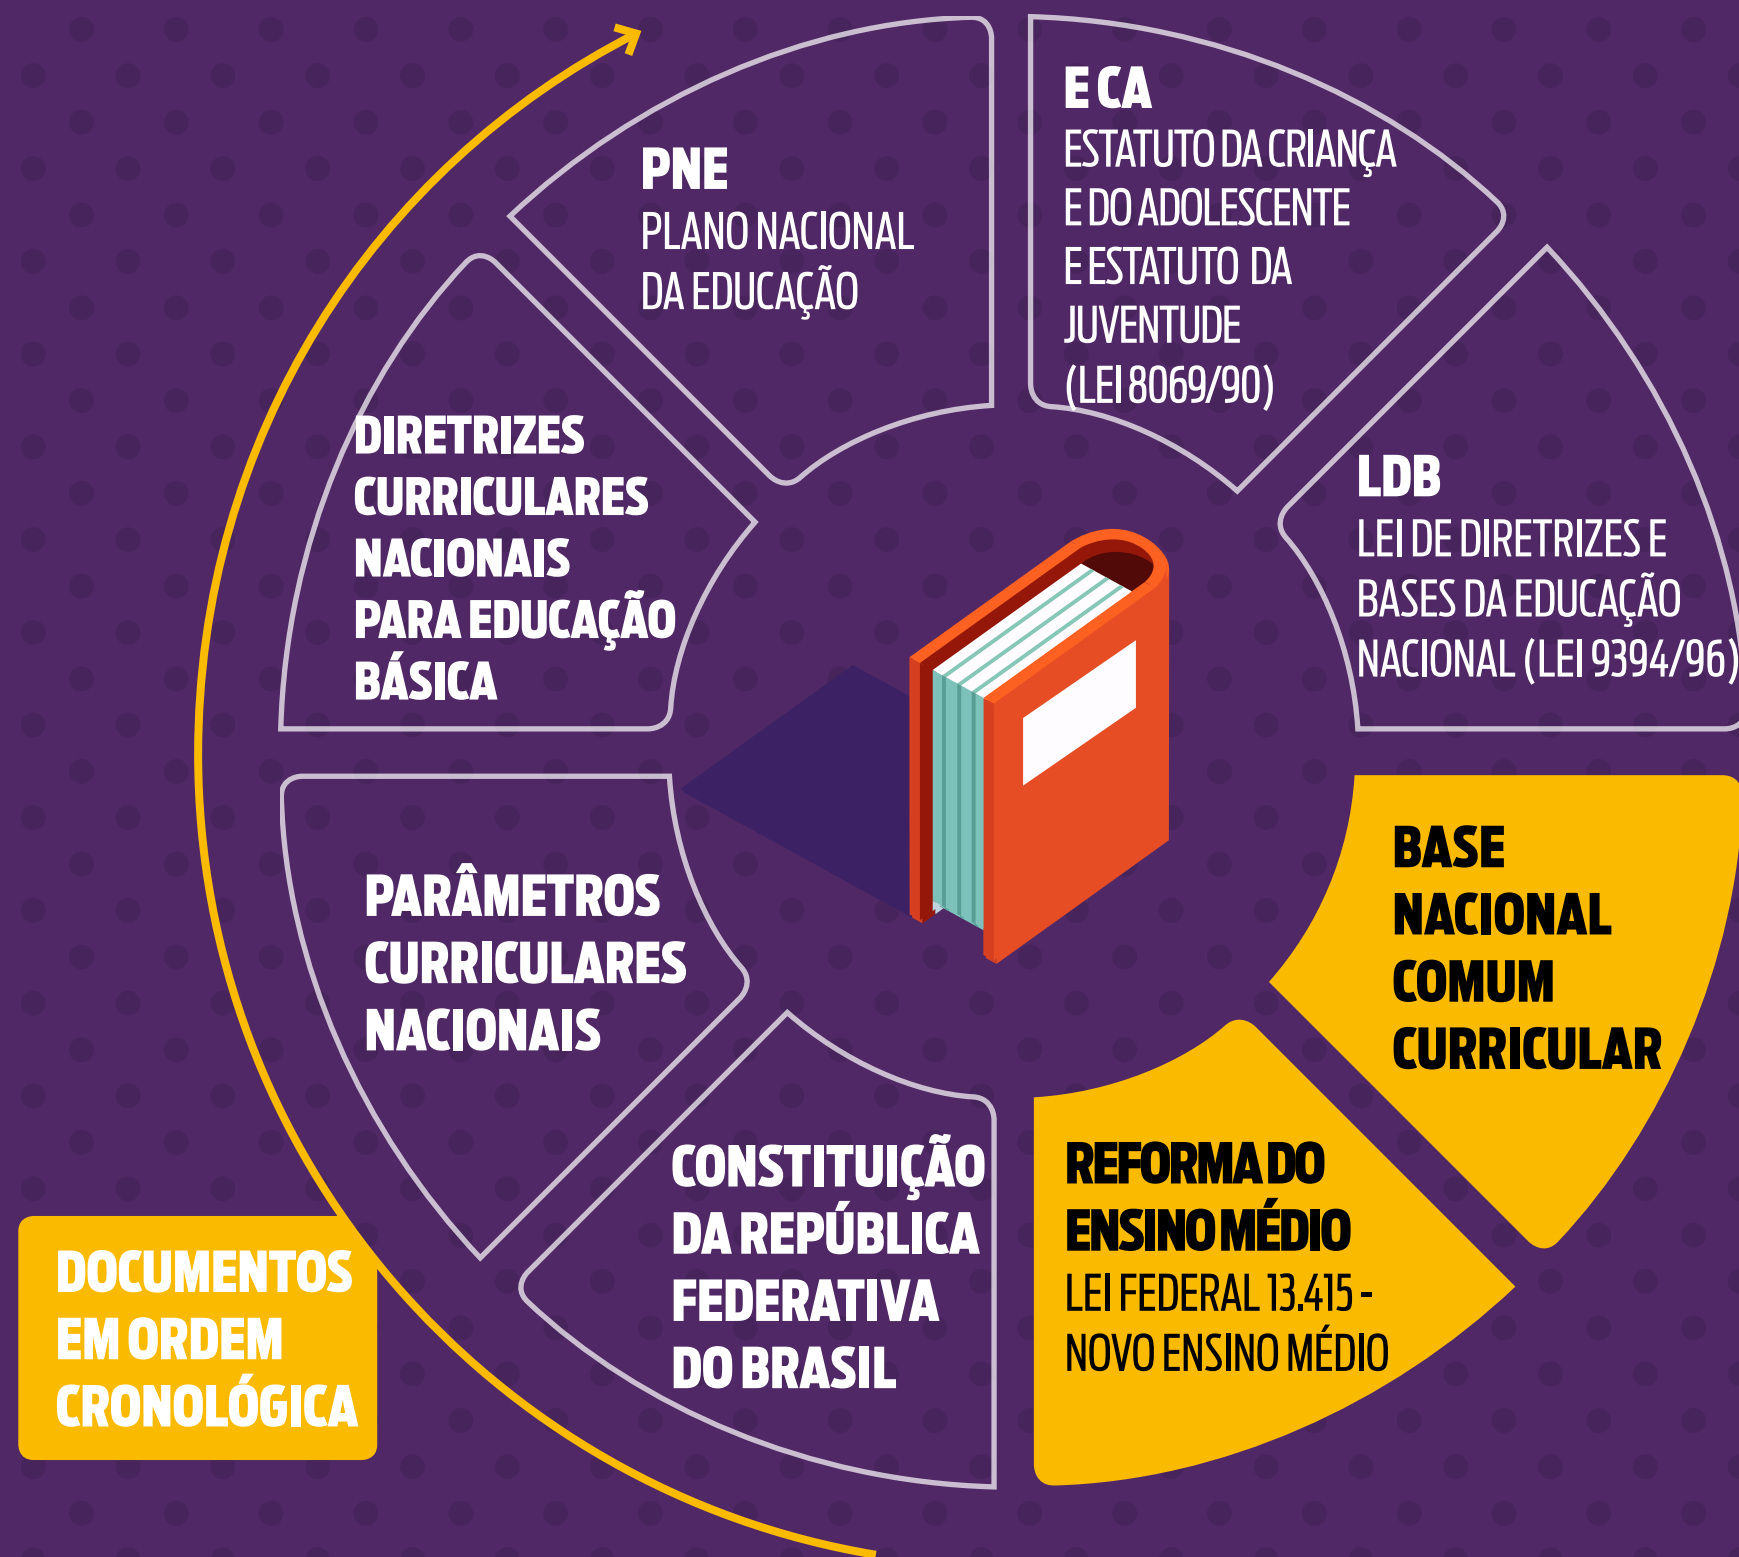 PNE
PLANO NACIONAL
DA EDUCAÇÃO
E CA
ESTATUTO DA CRIANÇA
E DO ADOLESCENTE
E ESTATUTO DA
JUVENTUDE
(LEI 8069/90)
LDB
LEI DE DIRETRIZES E
BASES DA EDUCAÇÃO
NACIONAL (LEI 9394/96)
BASE
NACIONAL
COMUM
CURRICULAR
REFORMA DO
ENSINO MÉDIO
LEI FEDERAL 13.415 -
NOVO ENSINO MÉDIO
CONSTITUIÇÃO
DA REPÚBLICA
FEDERATIVA
DO BRASIL
PARÂMETROS
CURRICULARES
NACIONAIS
DIRETRIZES
CURRICULARES
NACIONAIS
PARA EDUCAÇÃO
BÁSICA
DOCUMENTOS
EM ORDEM
CRONOLÓGICA